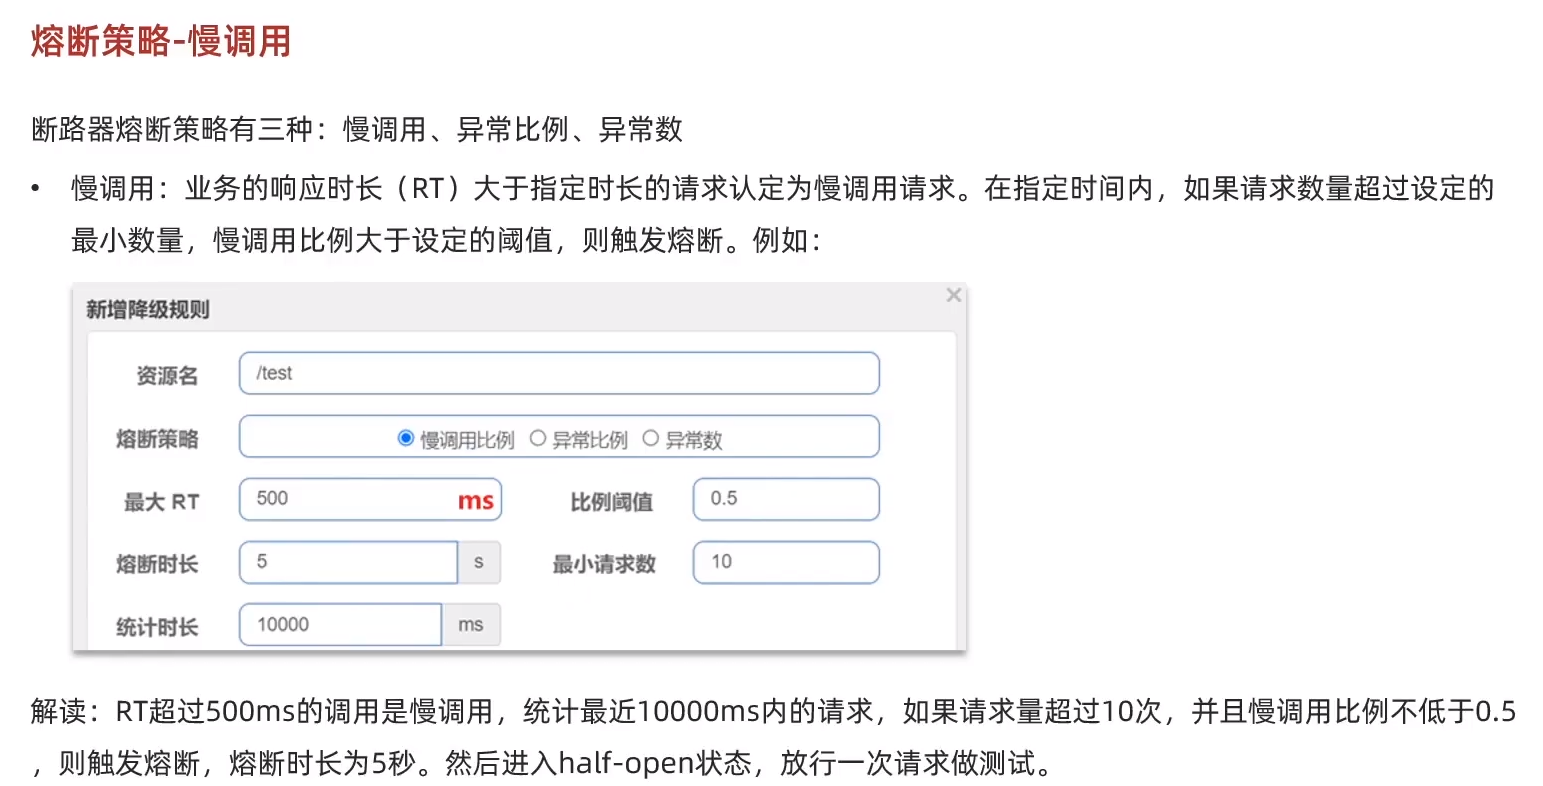 熔断策略-慢调用
断路器熔断策略有三种：慢调用、异常比例、异常数
• 慢调用：业务的响应时长（RT）大于指定时长的请求认定为慢调用请求。在指定时间内，如果请求数量超过设定的
最小数量，慢调用比例大于设定的阈值，则触发熔断。例如：
新增降级规则 ×
资源名 /test
熔断策略 慢调用比例 异常比例 异常数
最大 RT 500 ms 比例阈值 0.5
熔断时长 5 s 最小请求数 10
统计时长 10000 ms
解读：RT超过500ms的调用是慢调用，统计最近10000ms内的请求，如果请求量超过10次，并且慢调用比例不低于0.5
，则触发熔断，熔断时长为5秒。然后进入half-open状态，放行一次请求做测试。